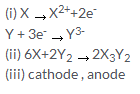 (i) X → X²⁺+2e⁻
Y + 3e⁻ → Y³⁻
(ii) 6X+2Y₂ → 2X₃Y₂
(iii) cathode , anode